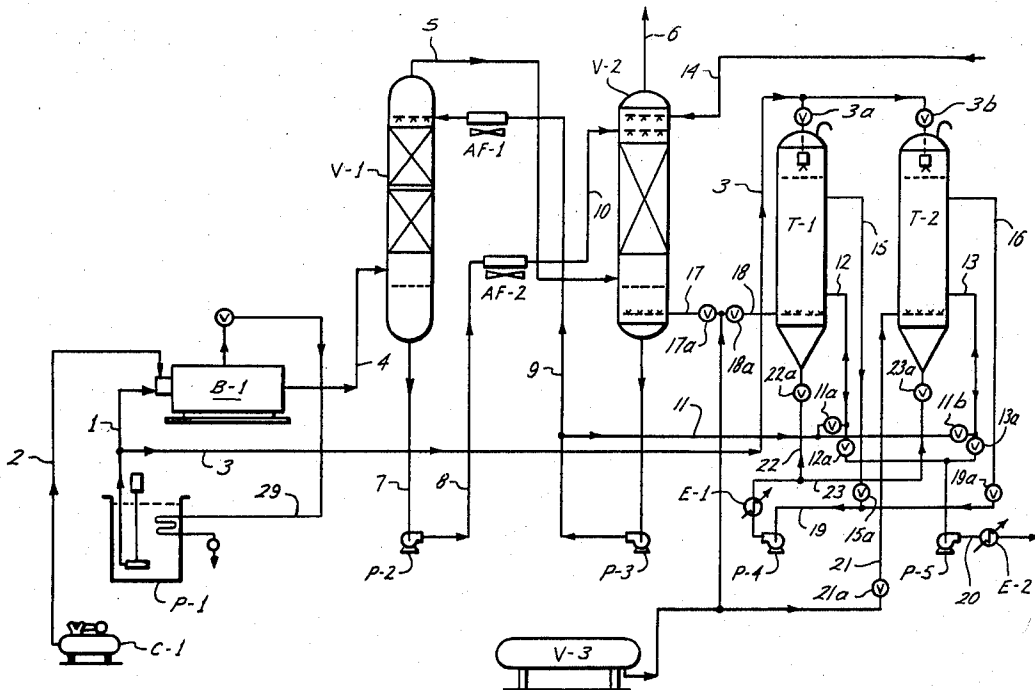 5
6
V-2
14
3a
3b
AF-1
V-1
3
10
T-1
T-2
15
16
12
13
AF-2
17
18
V
V
V
V
V
17a
18a
4
9
B-1
22a
23a
11a
11b
13a
1
11
12a
2
3
22
19a
29
7
8
E-1
23
19
15a
21
P-2
P-3
P-4
P-5
20
E-2
P-1
21a
C-1
V-3